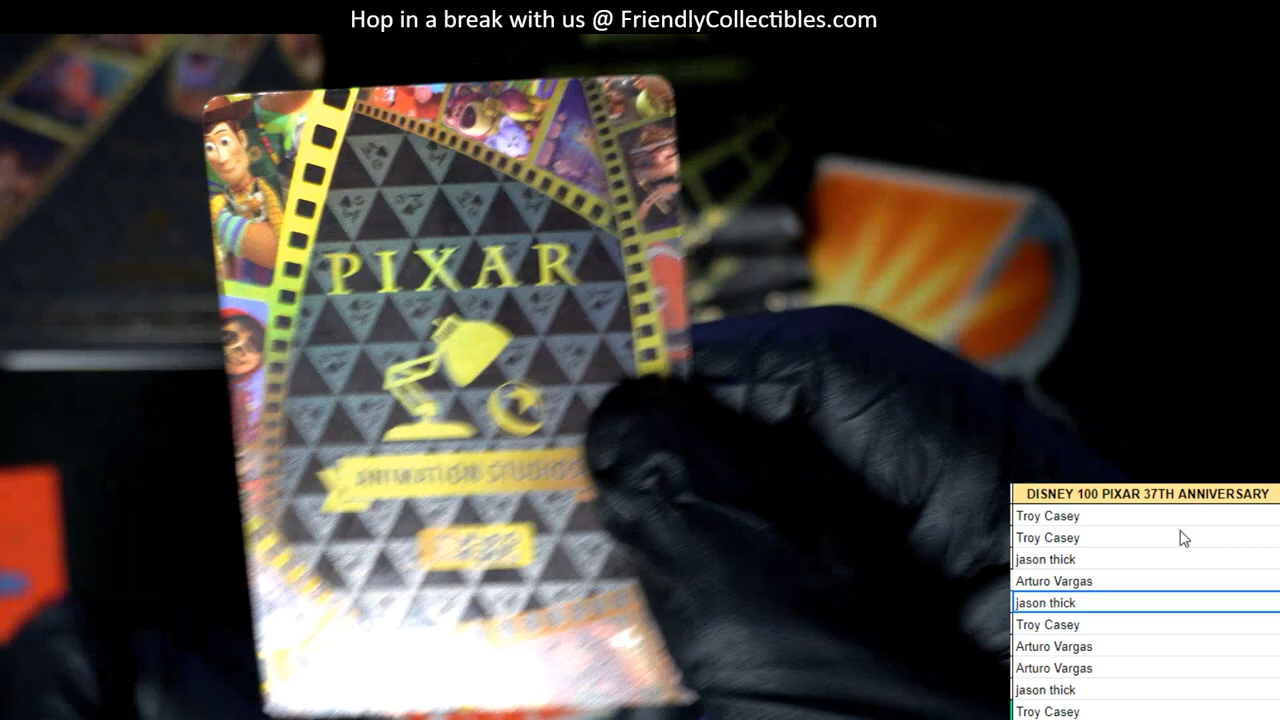 Hop in a break with us @ FriendlyCollectibles.com
PIXAR
ANIMATION STUDIOS
DISNEY 100 PIXAR 37TH ANNIVERSARY
Troy Casey
Troy Casey
jason thick
Arturo Vargas
jason thick
Troy Casey
Arturo Vargas
Arturo Vargas
jason thick
Troy Casey